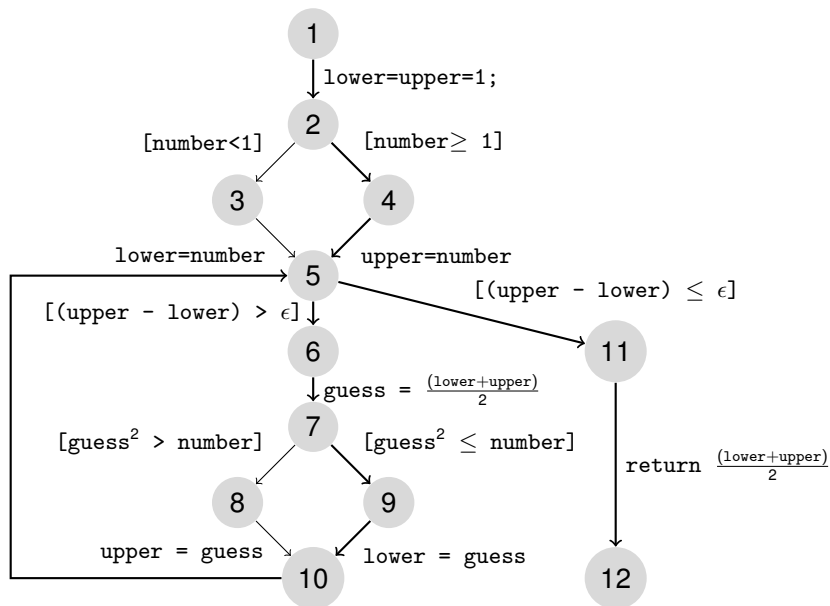 1
lower=upper=1;
2
[number<1] [number≥ 1]
3 4
lower=number upper=number
5
[(upper - lower) ≤ ϵ]
[(upper - lower) > ϵ]
6 11
guess = (lower+upper)/2
7
[guess² > number] [guess² ≤ number]
return (lower+upper)/2
8 9
upper = guess lower = guess
10 12